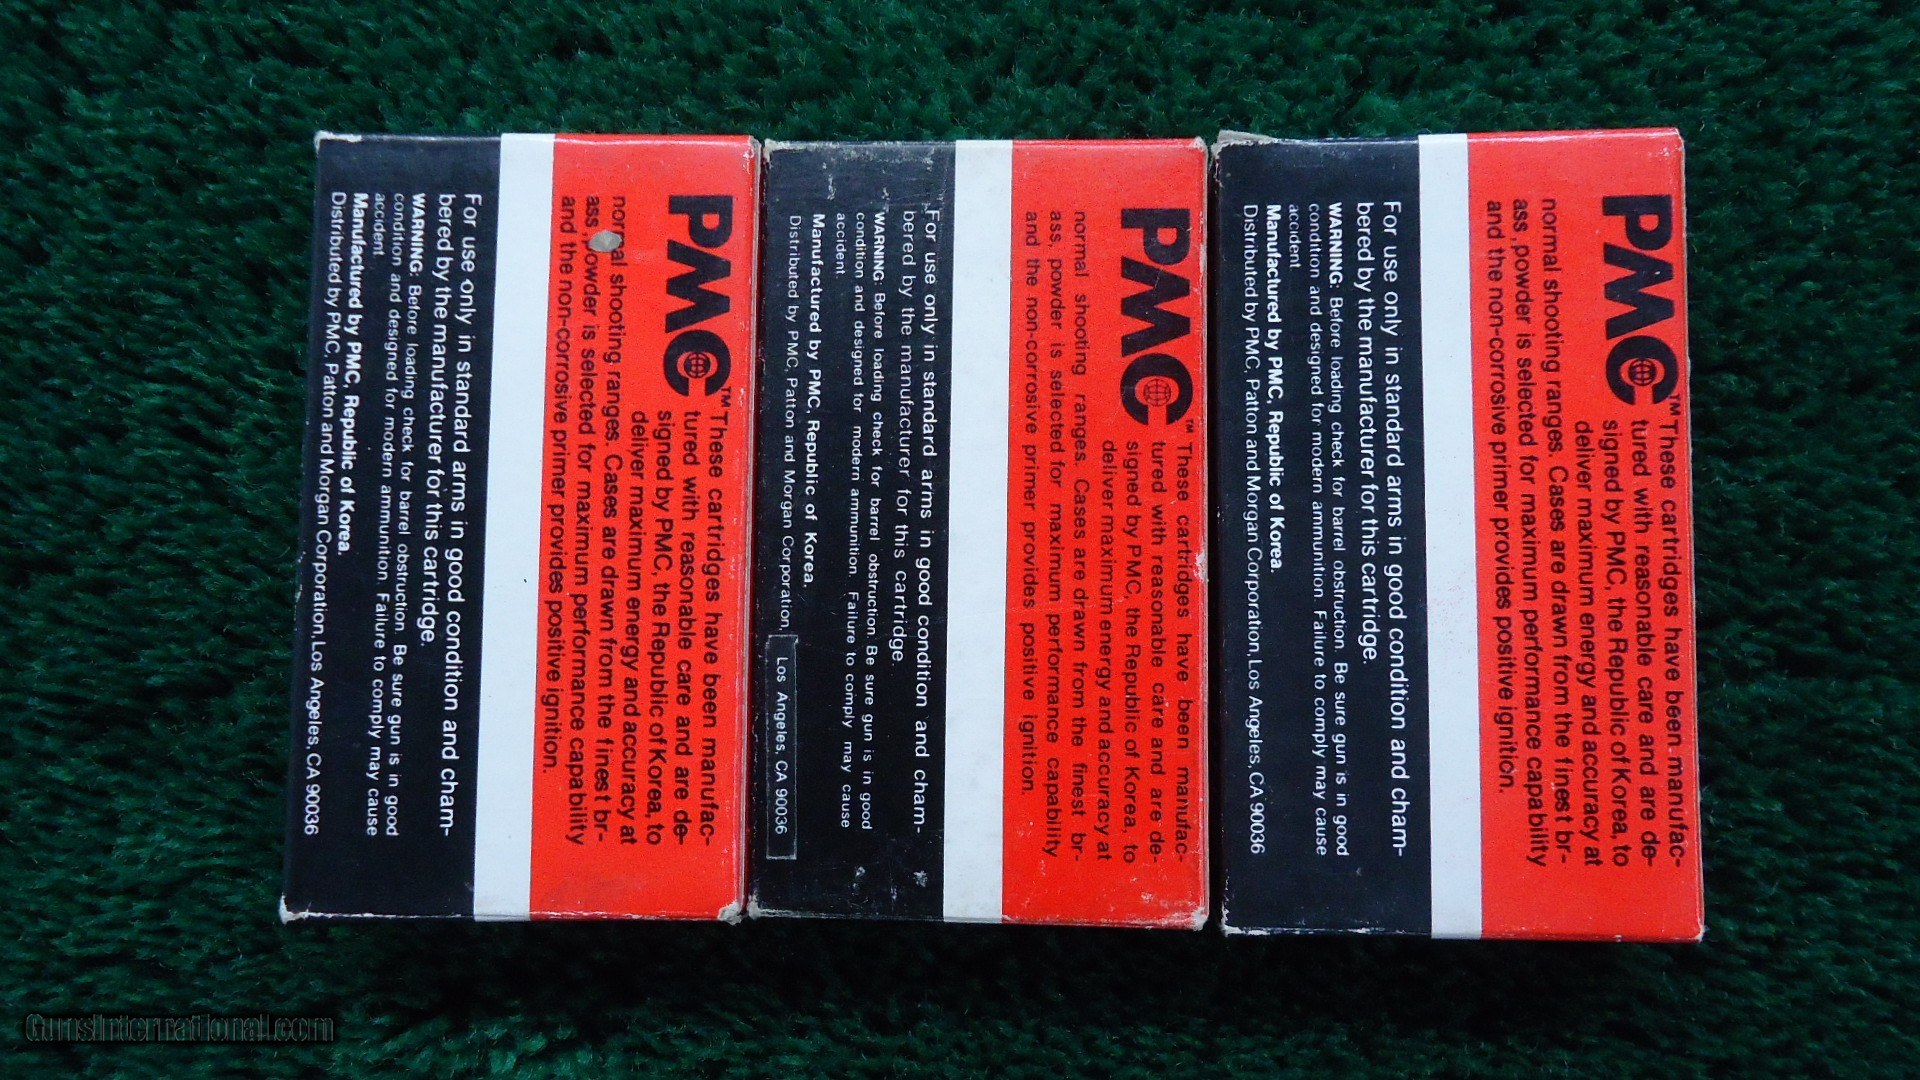 PMC™ These cartridges have been manufac-
tured with reasonable care and are de-
signed by PMC, the Republic of Korea, to
deliver maximum energy and accuracy at
normal shooting ranges. Cases are drawn from the finest br-
ass ,powder is selected for maximum performance capability
and the non-corrosive primer provides positive ignition.
For use only in standard arms in good condition and cham-
bered by the manufacturer for this cartridge.
WARNING: Before loading check for barrel obstruction. Be sure gun is in good
condition and designed for modern ammunition. Failure to comply may cause
accident.
Manufactured by PMC, Republic of Korea.
Distributed by PMC, Patton and Morgan Corporation, Los Angeles, CA 90036
PMC™ These cartridges have been manufac-
tured with reasonable care and are de-
signed by PMC, the Republic of Korea, to
deliver maximum energy and accuracy at
normal shooting ranges. Cases are drawn from the finest br-
ass, powder is selected for maximum performance capability
and the non-corrosive primer provides positive ignition.
For use only in standard arms in good condition and cham-
bered by the manufacturer for this cartridge.
WARNING: Before loading check for barrel obstruction. Be sure gun is in good
condition and designed for modern ammunition. Failure to comply may cause
accident.
Manufactured by PMC, Republic of Korea.
Distributed by PMC, Patton and Morgan Corporation, Los Angeles, CA 90036
PMC™ These cartridges have been manufac-
tured with reasonable care and are de-
signed by PMC, the Republic of Korea, to
deliver maximum energy and accuracy at
normal shooting ranges. Cases are drawn from the finest br-
ass ,powder is selected for maximum performance capability
and the non-corrosive primer provides positive ignition.
For use only in standard arms in good condition and cham-
bered by the manufacturer for this cartridge.
WARNING: Before loading check for barrel obstruction. Be sure gun is in good
condition and designed for modern ammunition. Failure to comply may cause
accident.
Manufactured by PMC, Republic of Korea.
Distributed by PMC, Patton and Morgan Corporation, Los Angeles, CA 90036
GunsInternational.com